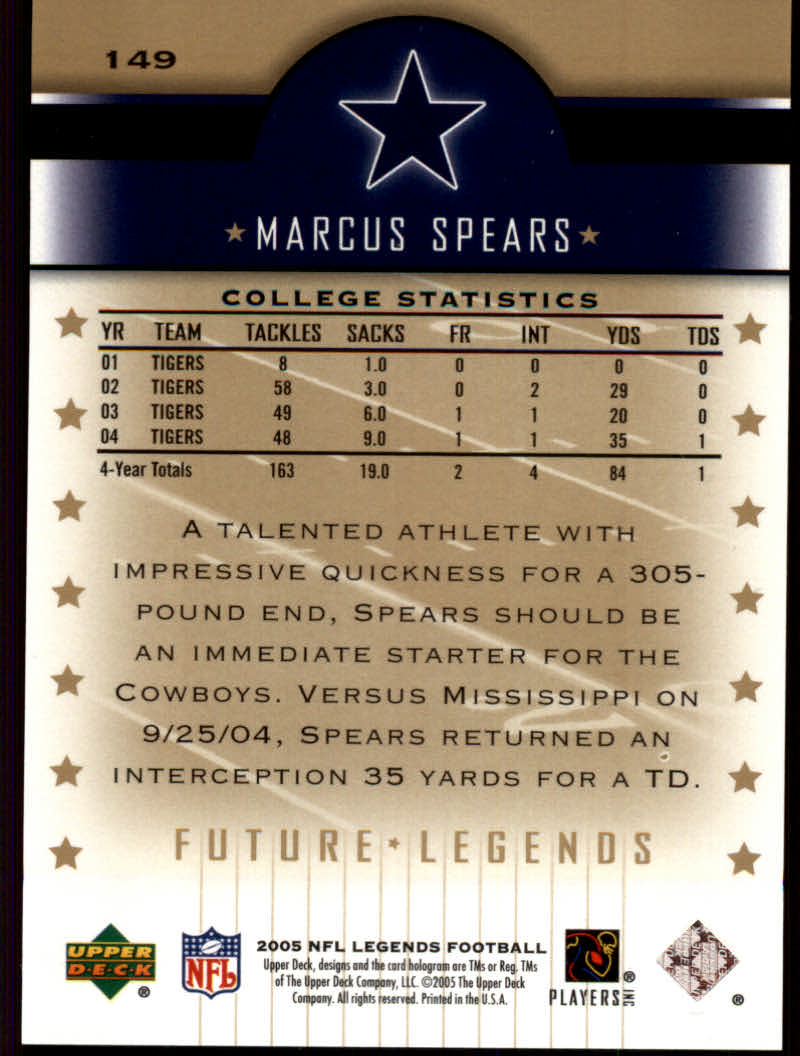 149
MARCUS SPEARS
COLLEGE STATISTICS
YR TEAM TACKLES SACKS FR INT YDS TDS
01 TIGERS 8 1.0 0 0 0 0
02 TIGERS 58 3.0 0 2 29 0
03 TIGERS 49 6.0 1 1 20 0
04 TIGERS 48 9.0 1 1 35 1
4-Year Totals 163 19.0 2 4 84 1
A TALENTED ATHLETE WITH
IMPRESSIVE QUICKNESS FOR A 305-
POUND END, SPEARS SHOULD BE
AN IMMEDIATE STARTER FOR THE
COWBOYS. VERSUS MISSISSIPPI ON
9/25/04, SPEARS RETURNED AN
INTERCEPTION 35 YARDS FOR A TD.
FUTURE★LEGENDS
UPPER
DECK ®
NFL
2005 NFL LEGENDS FOOTBALL
Upper Deck, designs and the card hologram are TMs or Reg. TMs
of The Upper Deck Company, LLC. ©2005 The Upper Deck
Company. All rights reserved. Printed in the U.S.A.
PLAYERS INC ®
®